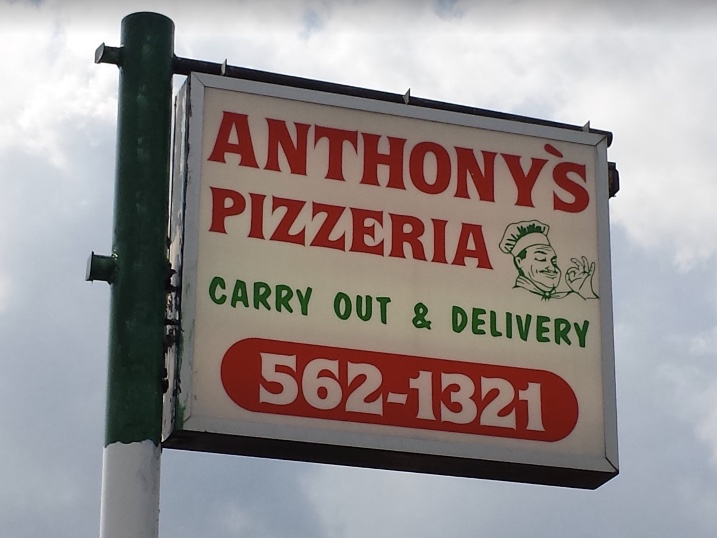 ANTHONY'S
PIZZERIA
CARRY OUT & DELIVERY
562-1321